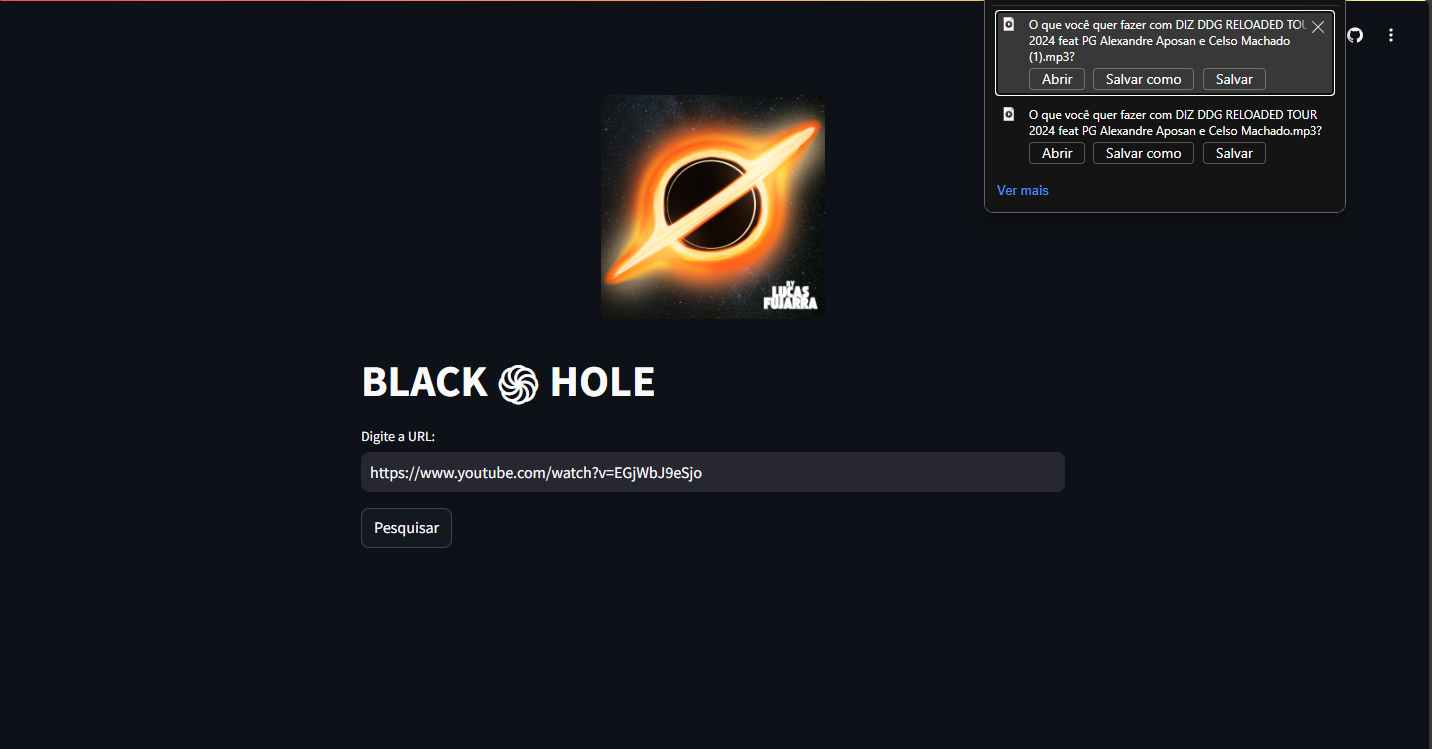 O que você quer fazer com DIZ DDG RELOADED TOU
2024 feat PG Alexandre Aposan e Celso Machado
(1).mp3?
Abrir Salvar como Salvar
O que você quer fazer com DIZ DDG RELOADED TOUR
2024 feat PG Alexandre Aposan e Celso Machado.mp3?
Abrir Salvar como Salvar
Ver mais
BY
LUCAS
FUJARRA
BLACK HOLE
Digite a URL:
https://www.youtube.com/watch?v=EGjWbJ9eSjo
Pesquisar